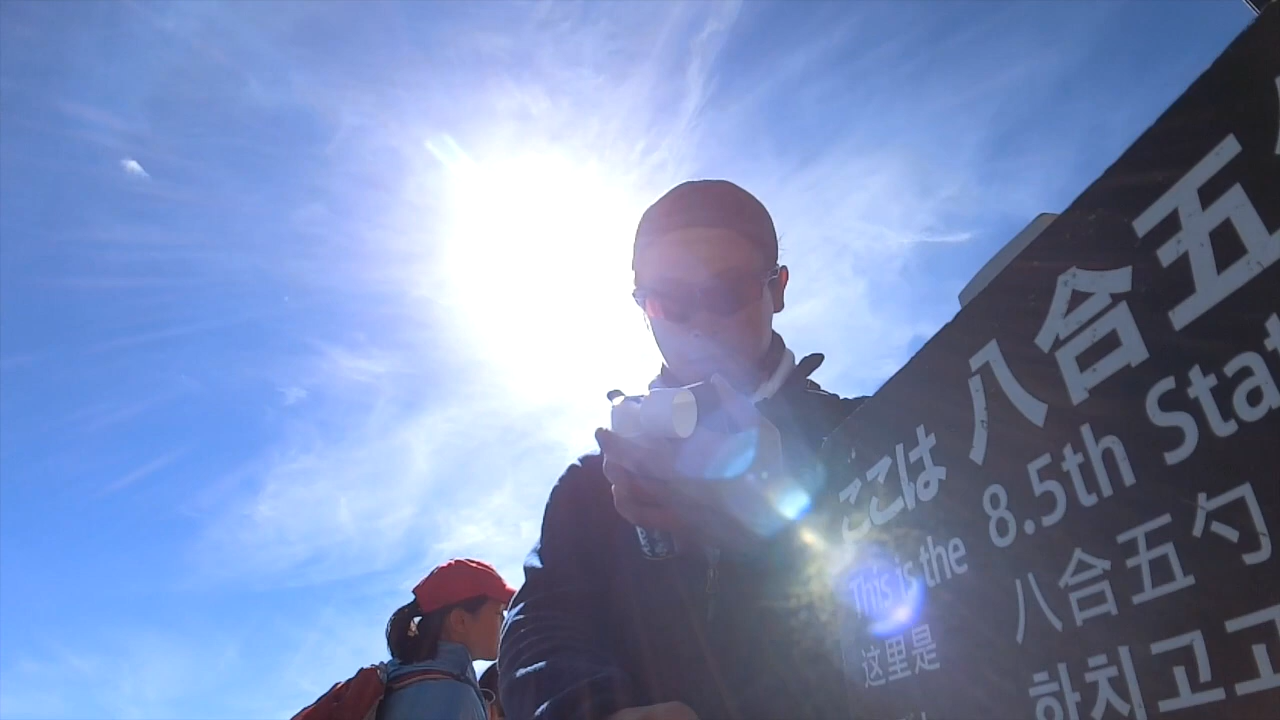 ここは 八合五
This is the 8.5th Stat
这里是 八合五勺
하치고고